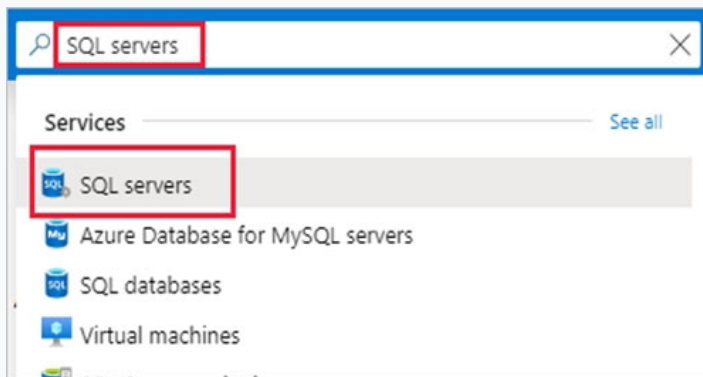 SQL servers
Services See all
SQL servers
Azure Database for MySQL servers
SQL databases
Virtual machines